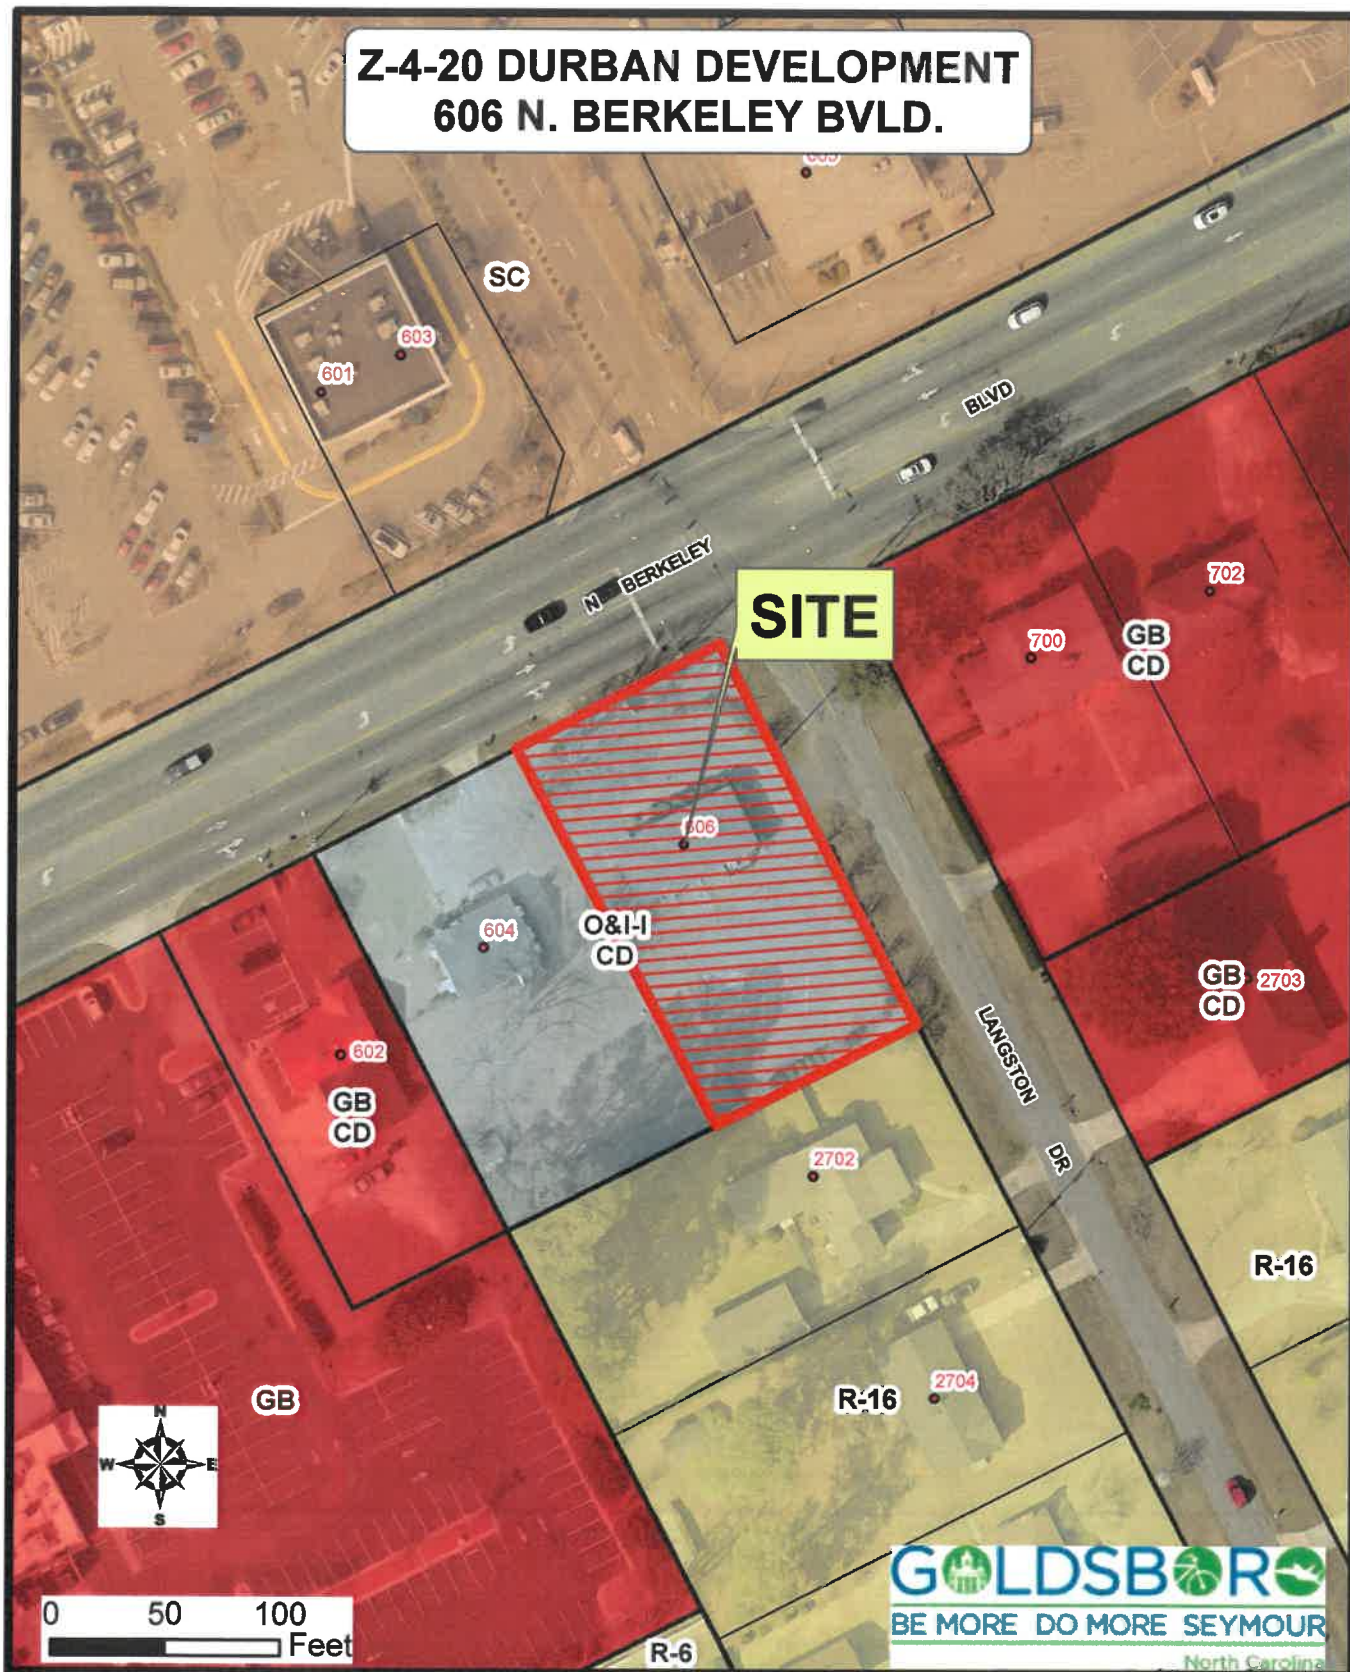 Z-4-20 DURBAN DEVELOPMENT
606 N. BERKELEY BVLD.
SC
603
601
BLVD
N BERKELEY
SITE
702
700
GB
CD
606
604
O&I-I
CD
GB
CD
2703
602
GB
CD
LANGSTON
DR
2702
R-16
2704
R-16
GB
N
W E
S
0 50 100
Feet
R-6
GOLDSBORO
BE MORE DO MORE SEYMOUR
North Carolina